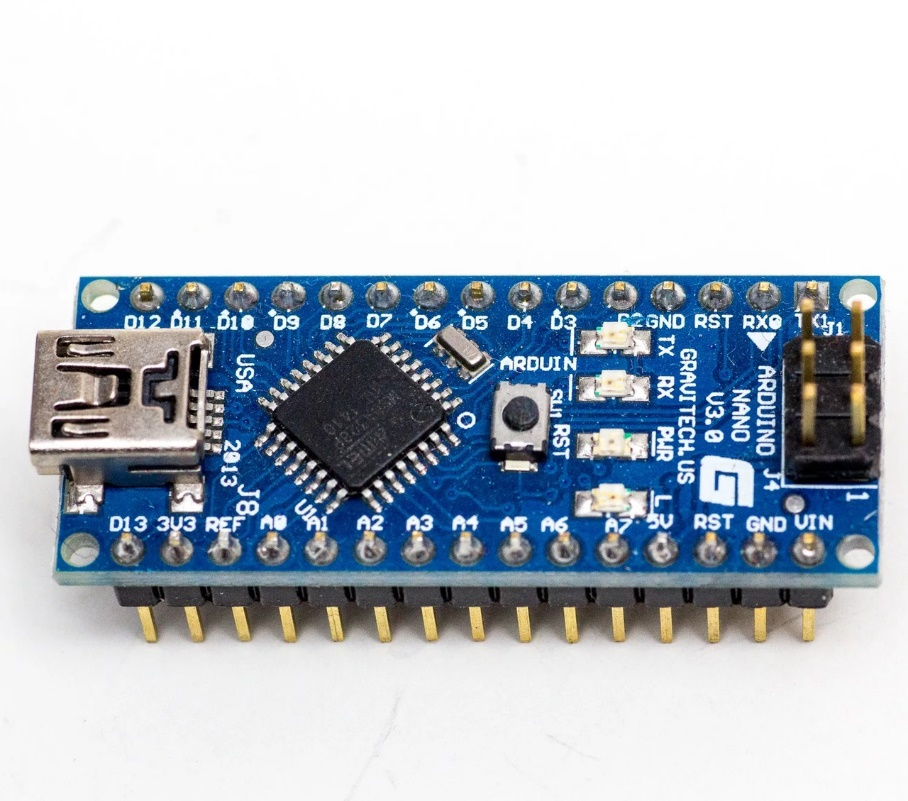 D12 D11 D10 D9 D8 D7 D6 D5 D4 D3 D2 GND RST RX0 TX1
J1
USA
2013
J8
U1
ATMEL
ARDUIN
SW1
RST
TX
RX
PWR
L
GRAVITECH.US
ARDUINO
NANO
V3.0
J4
1
D13 3V3 REF A0 A1 A2 A3 A4 A5 A6 A7 5V RST GND VIN